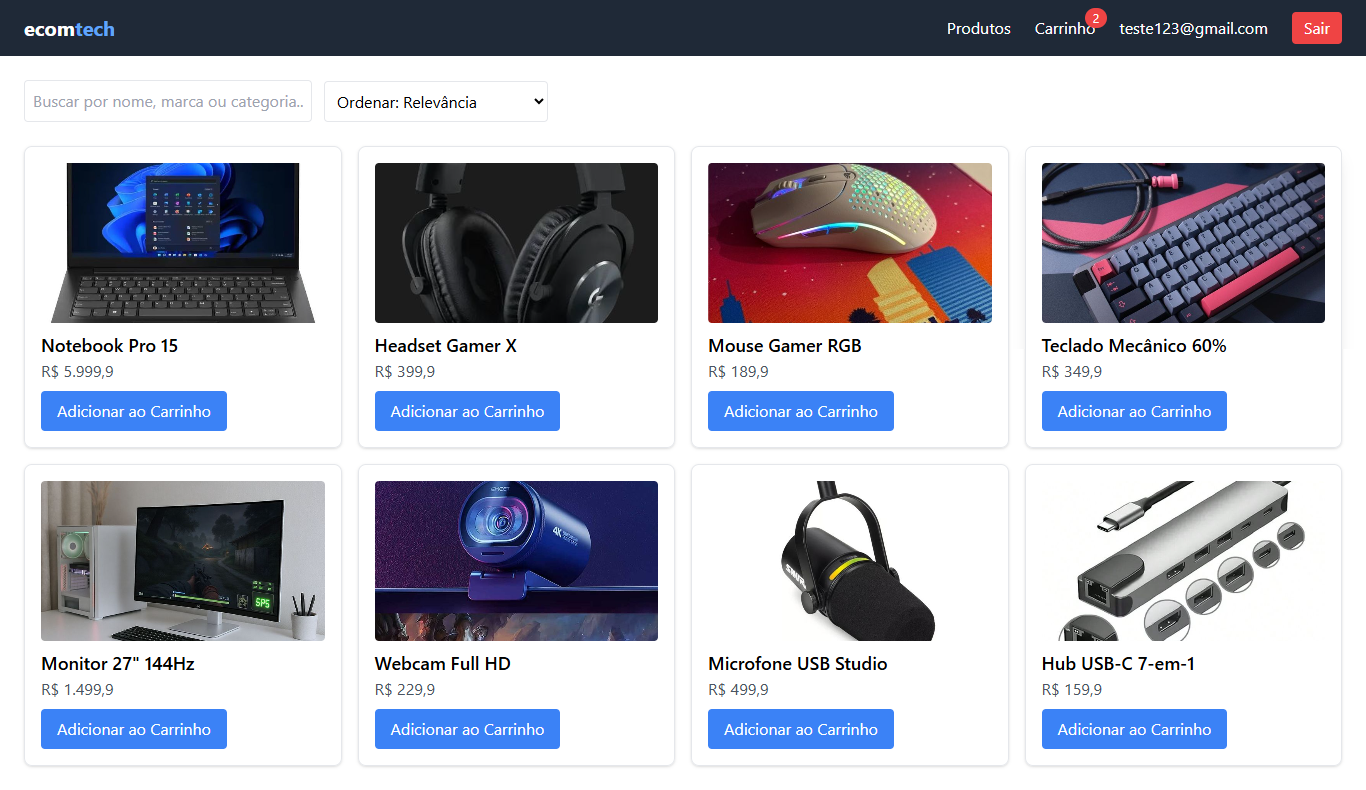 ecomtech
Produtos
Carrinho
2
teste123@gmail.com
Sair
Buscar por nome, marca ou categoria..
Ordenar: Relevância
Notebook Pro 15
R$ 5.999,9
Adicionar ao Carrinho
Headset Gamer X
R$ 399,9
Adicionar ao Carrinho
Mouse Gamer RGB
R$ 189,9
Adicionar ao Carrinho
Teclado Mecânico 60%
R$ 349,9
Adicionar ao Carrinho
SPS
Monitor 27" 144Hz
R$ 1.499,9
Adicionar ao Carrinho
4K
Webcam Full HD
R$ 229,9
Adicionar ao Carrinho
SHURE
Microfone USB Studio
R$ 499,9
Adicionar ao Carrinho
Hub USB-C 7-em-1
R$ 159,9
Adicionar ao Carrinho